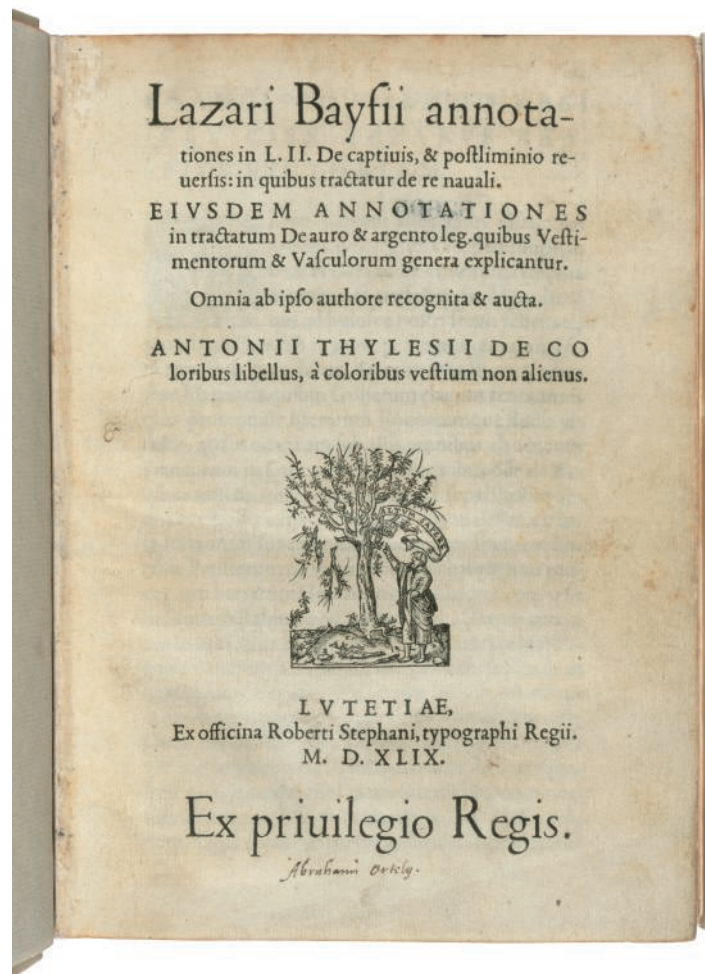 Lazari Bayſii annota-
tiones in L. II. De captiuis, & poſtliminio re-
uerſis: in quibus tractatur de re nauali.
EIVSDEM ANNOTATIONES
in tractatum De auro & argento leg. quibus Veſti-
mentorum & Vaſculorum genera explicantur.
Omnia ab ipſo authore recognita & aucta.
ANTONII THYLESII DE CO
loribus libellus, à coloribus veſtium non alienus.
ALTVM SAPERE
LVTETIAE,
Ex officina Roberti Stephani, typographi Regii.
M. D. XLIX.
Ex priuilegio Regis.
Abrahami Ortely.